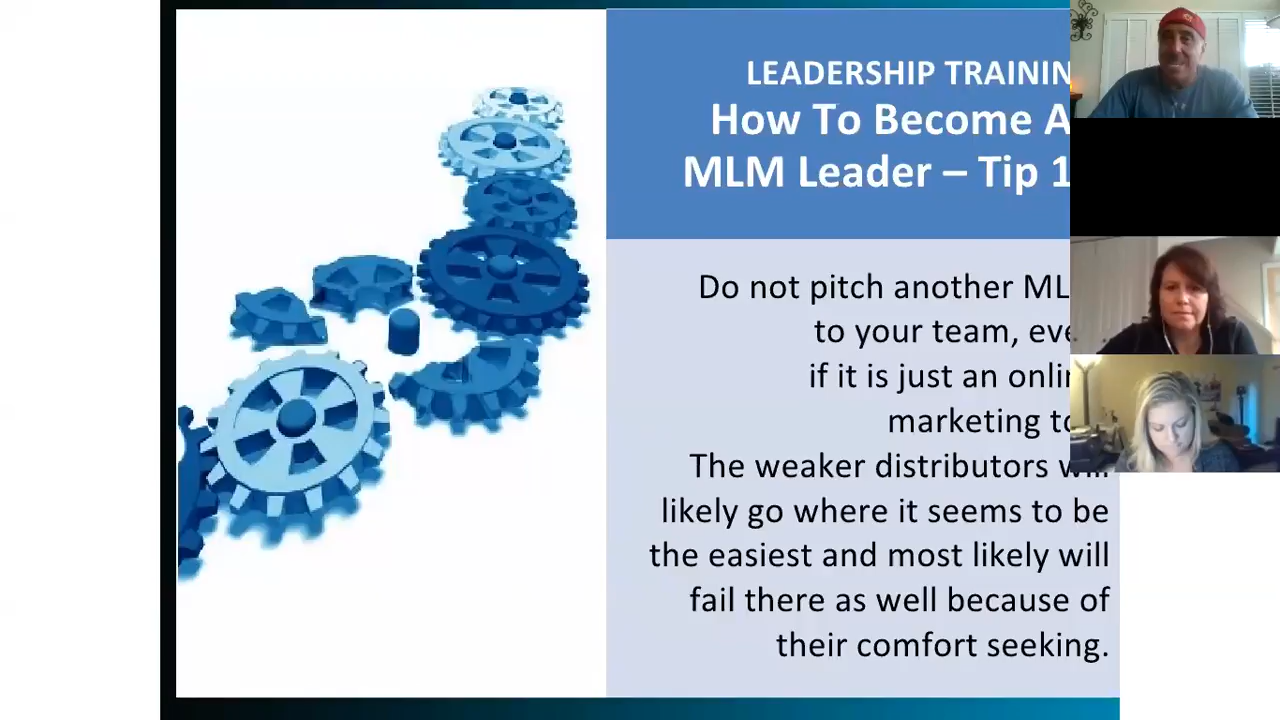 LEADERSHIP TRAININ
How To Become A
MLM Leader – Tip 1
Do not pitch another ML
to your team, eve
if it is just an onlin
marketing to
The weaker distributors will
likely go where it seems to be
the easiest and most likely will
fail there as well because of
their comfort seeking.